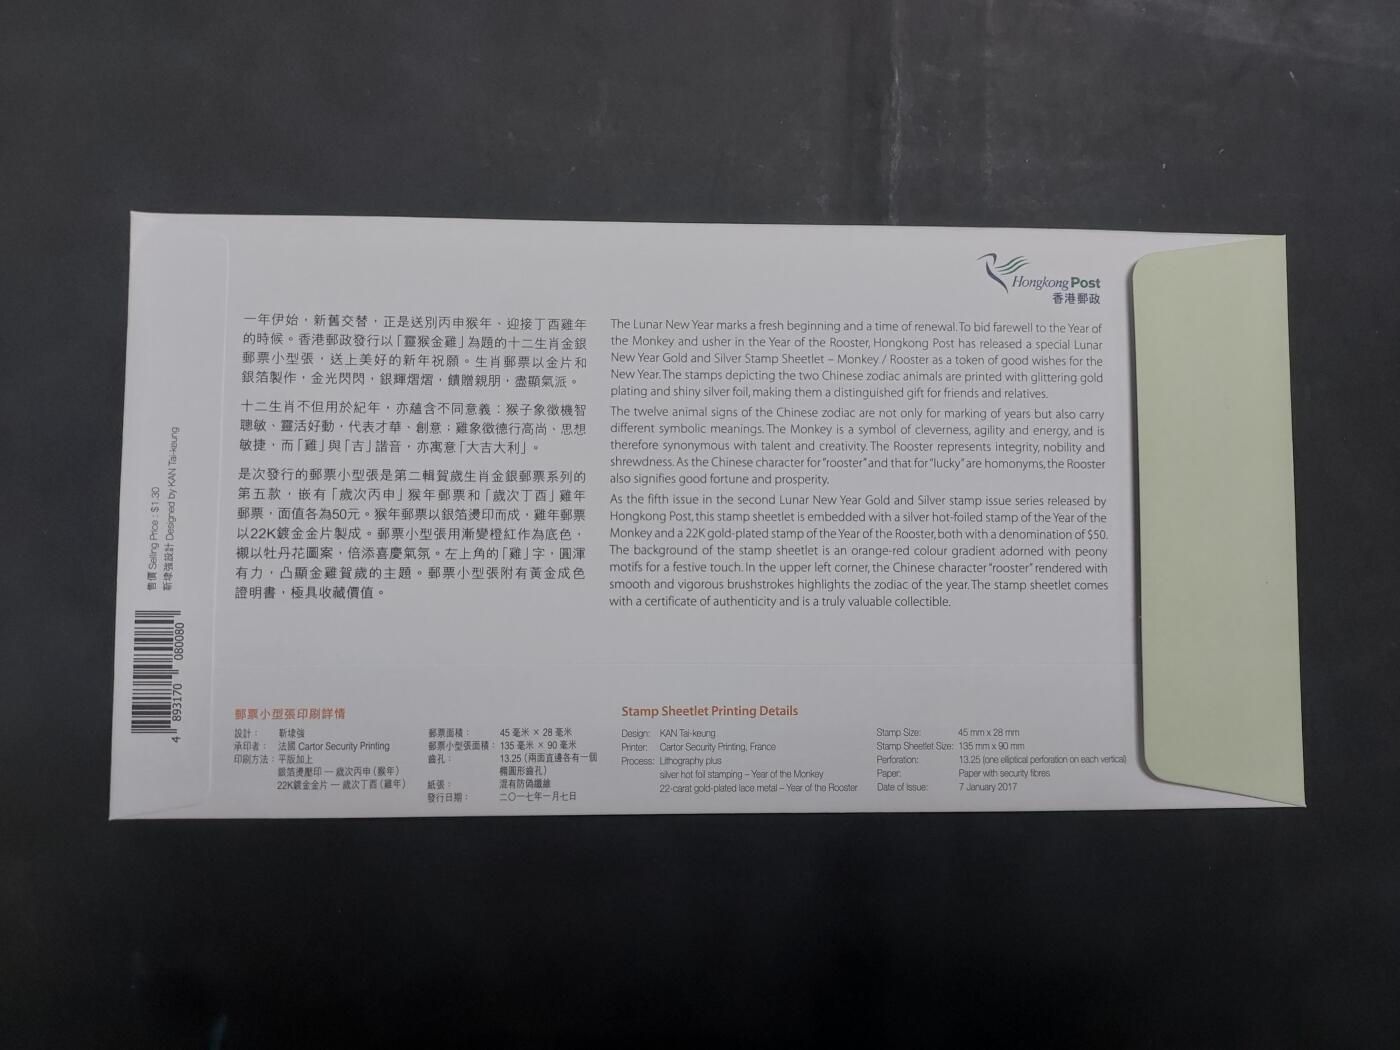 Hongkong Post
香港郵政
一年伊始，新舊交替，正是送別丙申猴年、迎接丁酉雞年
的時候。香港郵政發行以「靈猴金雞」為題的十二生肖金銀
郵票小型張，送上美好的新年祝願。生肖郵票以金片和
銀箔製作，金光閃閃，銀輝熠熠，饋贈親朋，盡顯氣派。
十二生肖不但用於紀年，亦蘊含不同意義：猴子象徵機智
聰敏、靈活好動，代表才華、創意；雞象徵德行高尚、思想
敏捷，而「雞」與「吉」諧音，亦寓意「大吉大利」。
是次發行的郵票小型張是第二輯賀歲生肖金銀郵票系列的
第五款，嵌有「歲次丙申」猴年郵票和「歲次丁酉」雞年
郵票，面值各為50元。猴年郵票以銀箔燙印而成，雞年郵票
以22K鍍金金片製成。郵票小型張用漸變橙紅作為底色，
襯以牡丹花圖案，倍添喜慶氣氛。左上角的「雞」字，圓渾
有力，凸顯金雞賀歲的主題。郵票小型張附有黃金成色
證明書，極具收藏價值。
The Lunar New Year marks a fresh beginning and a time of renewal. To bid farewell to the Year of
the Monkey and usher in the Year of the Rooster, Hongkong Post has released a special Lunar
New Year Gold and Silver Stamp Sheetlet – Monkey / Rooster as a token of good wishes for the
New Year. The stamps depicting the two Chinese zodiac animals are printed with glittering gold
plating and shiny silver foil, making them a distinguished gift for friends and relatives.
The twelve animal signs of the Chinese zodiac are not only for marking of years but also carry
different symbolic meanings. The Monkey is a symbol of cleverness, agility and energy, and is
therefore synonymous with talent and creativity. The Rooster represents integrity, nobility and
shrewdness. As the Chinese character for "rooster" and that for "lucky" are homonyms, the Rooster
also signifies good fortune and prosperity.
As the fifth issue in the second Lunar New Year Gold and Silver stamp issue series released by
Hongkong Post, this stamp sheetlet is embedded with a silver hot-foiled stamp of the Year of the
Monkey and a 22K gold-plated stamp of the Year of the Rooster, both with a denomination of $50.
The background of the stamp sheetlet is an orange-red colour gradient adorned with peony
motifs for a festive touch. In the upper left corner, the Chinese character "rooster" rendered with
smooth and vigorous brushstrokes highlights the zodiac of the year. The stamp sheetlet comes
with a certificate of authenticity and is a truly valuable collectible.
售價 Selling Price : $1.30
靳埭強設計 Designed by KAN Tai-keung
4 893170 080080
郵票小型張印刷詳情
設計： 靳埭強
承印者： 法國 Cartor Security Printing
印刷方法：平版加上
銀箔燙壓印 — 歲次丙申（猴年）
22K鍍金金片 — 歲次丁酉（雞年）
郵票面積： 45 毫米 × 28 毫米
郵票小型張面積：135 毫米 × 90 毫米
齒孔： 13.25（兩面直邊各有一個
橢圓形齒孔）
紙張： 混有防偽纖維
發行日期： 二〇一七年一月七日
Stamp Sheetlet Printing Details
Design: KAN Tai-keung
Printer: Cartor Security Printing, France
Process: Lithography plus
silver hot foil stamping – Year of the Monkey
22-carat gold-plated lace metal – Year of the Rooster
Stamp Size: 45 mm x 28 mm
Stamp Sheetlet Size: 135 mm x 90 mm
Perforation: 13.25 (one elliptical perforation on each vertical)
Paper: Paper with security fibres
Date of Issue: 7 January 2017